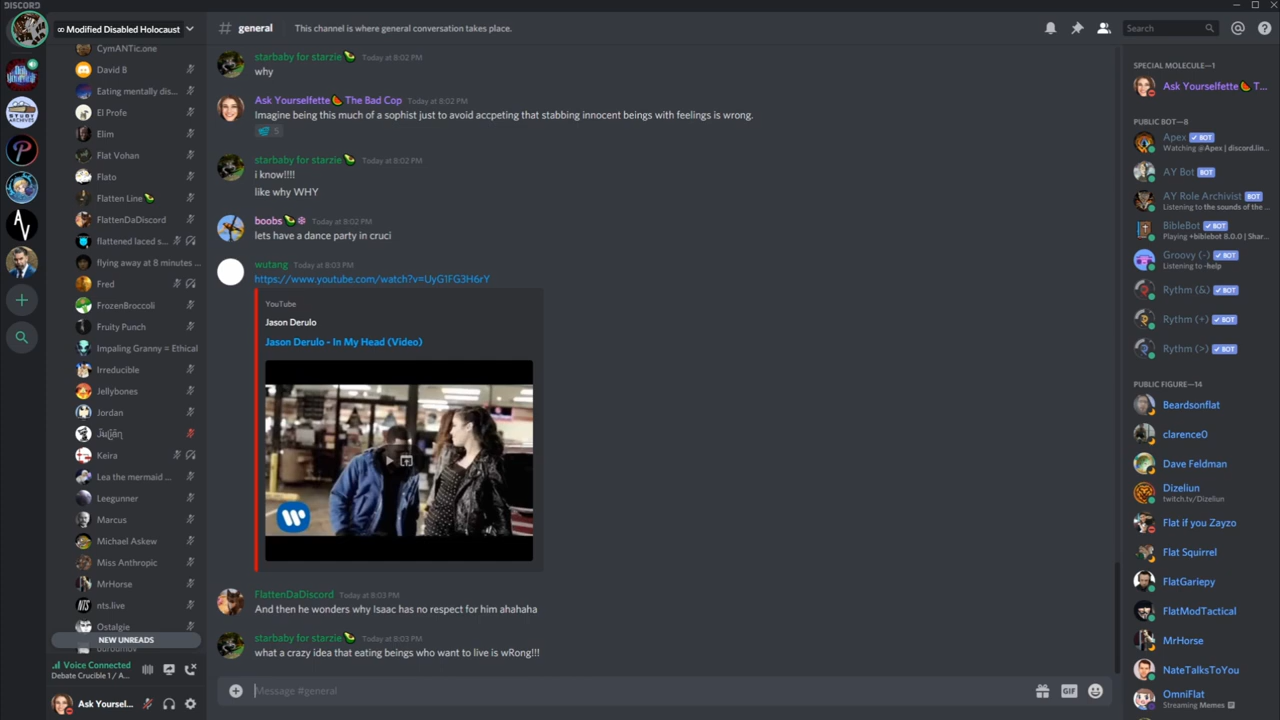 DISCORD
∞ Modified Disabled Holocaust
# general
This channel is where general conversation takes place.
Search
CymANTic.one
David B
Eating mentally dis...
El Profe
Elim
Flat Vohan
Flato
Flatten Line
FlattenDaDiscord
flattened laced s...
flying away at 8 minutes ...
Fred
FrozenBroccoli
Fruity Punch
Impaling Granny = Ethical
Irreducible
Jellybones
Jordan
Keira
Lea the mermaid ...
Leegunner
Marcus
Michael Askew
Miss Anthropic
MrHorse
nts.live
Ostalgie
NEW UNREADS
Voice Connected
Debate Crucible 1 / A...
Ask Yoursel...
STUDY ARCHIVES
starbaby for starzie Today at 8:02 PM
why
Ask Yourselfette The Bad Cop Today at 8:02 PM
Imagine being this much of a sophist just to avoid accpeting that stabbing innocent beings with feelings is wrong.
5
starbaby for starzie Today at 8:02 PM
i know!!!!
like why WHY
boobs Today at 8:02 PM
lets have a dance party in cruci
wutang Today at 8:03 PM
https://www.youtube.com/watch?v=UyG1FG3H6rY
YouTube
Jason Derulo
Jason Derulo - In My Head (Video)
FlattenDaDiscord Today at 8:03 PM
And then he wonders why Isaac has no respect for him ahahaha
starbaby for starzie Today at 8:03 PM
what a crazy idea that eating beings who want to live is wRong!!!
Message #general
GIF
SPECIAL MOLECULE—1
Ask Yourselfette T...
PUBLIC BOT—8
Apex BOT
Watching @Apex | discord.lin...
AY Bot BOT
AY Role Archivist BOT
Listening to the sounds of the ...
BibleBot BOT
Playing +biblebot 8.0.0 | Shar...
Groovy (-) BOT
Listening to -help
Rythm (&) BOT
Rythm (+) BOT
Rythm (>) BOT
PUBLIC FIGURE—14
Beardsonflat
clarence0
Dave Feldman
Dizeliun
twitch.tv/Dizeliun
Flat if you Zayzo
Flat Squirrel
FlatGariepy
FlatModTactical
MrHorse
NateTalksToYou
OmniFlat
Streaming Memes